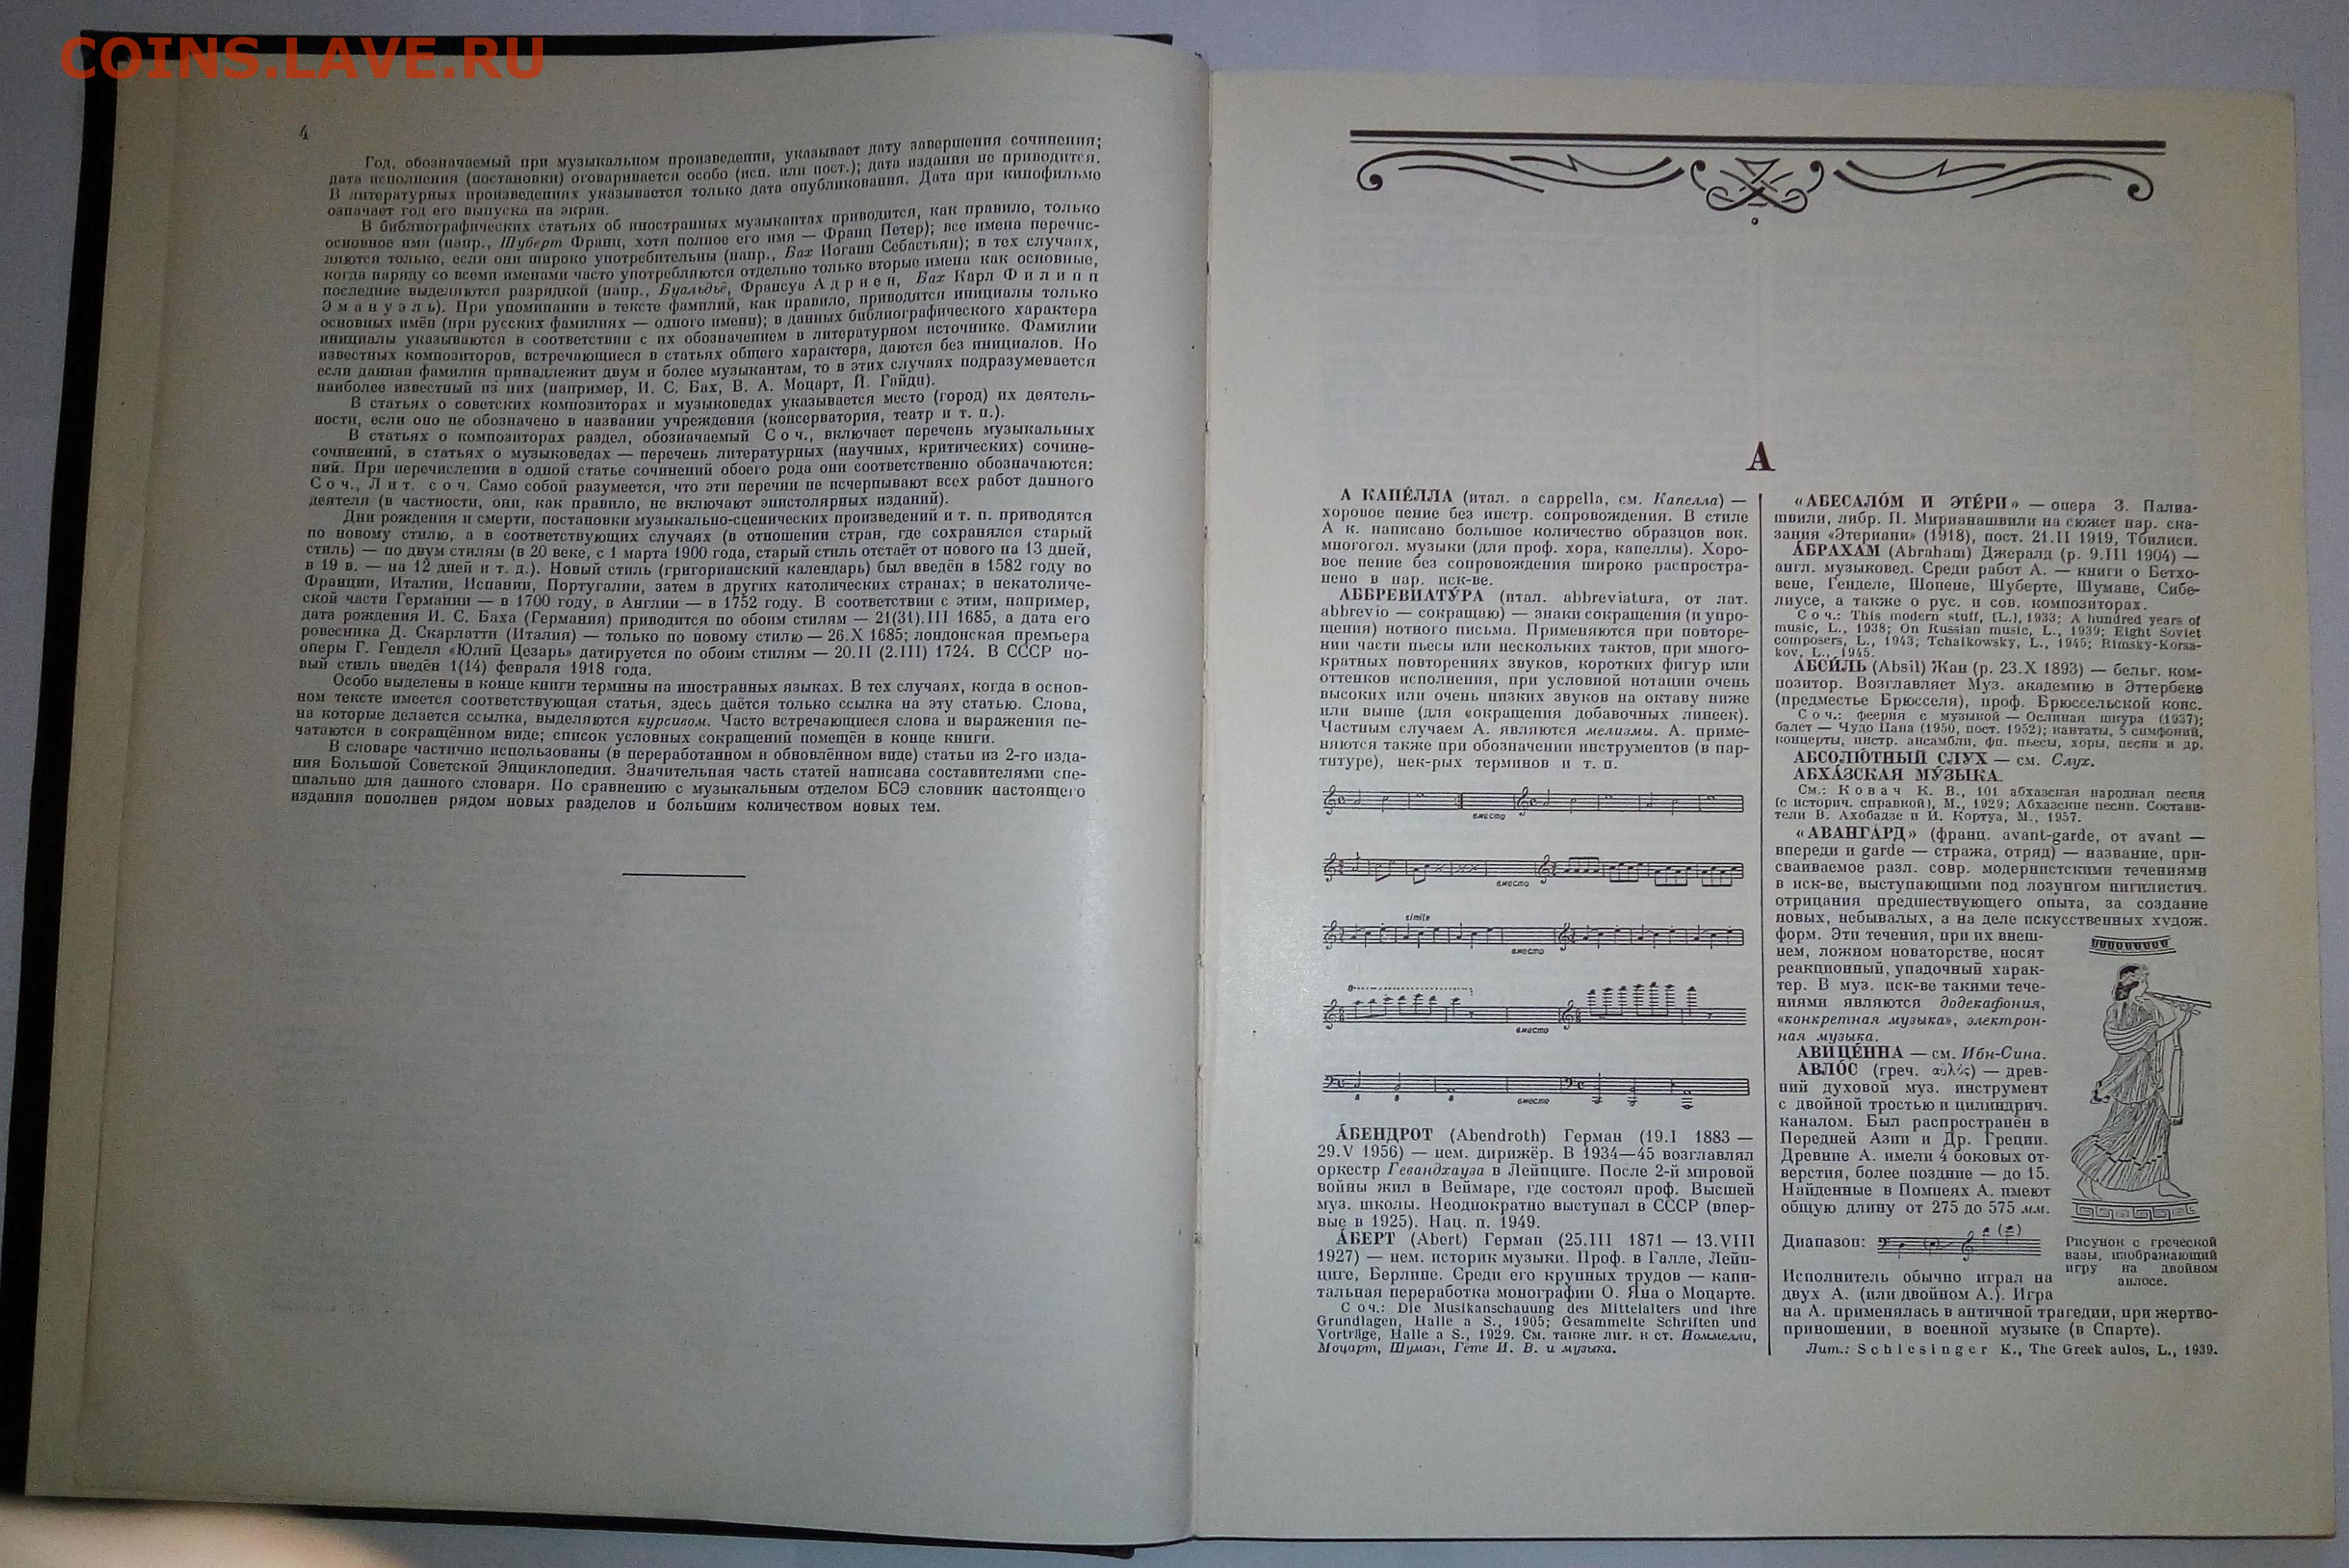 COINS.LAVE.RU
4
Год, обозначаемый при музыкальном произведении, указывает дату завершения сочинения;
дата исполнения (постановки) оговаривается особо (исп. или пост.); дата издания не приводится.
В литературных произведениях указывается только дата опубликования. Дата при кинофильме
означает год его выпуска на экран.
В библиографических статьях об иностранных музыкантах приводится, как правило, только
основное имя (напр., Шуберт Франц, хотя полное его имя — Франц Петер); все имена перечис-
ляются только, если они широко употребительны (напр., Бах Иоганн Себастьян); в тех случаях,
когда наряду со всеми именами часто употребляются отдельно только вторые имена как основные,
последние выделяются разрядкой (напр., Буальдьё, Франсуа Адриен, Бах Карл Филипп
Эмануэль). При упоминании в тексте фамилий, как правило, приводятся инициалы только
основных имён (при русских фамилиях — одного имени); в данных библиографического характера
инициалы указываются в соответствии с их обозначением в литературном источнике. Фамилии
известных композиторов, встречающиеся в статьях общего характера, даются без инициалов. Но
если данная фамилия принадлежит двум и более музыкантам, то в этих случаях подразумевается
наиболее известный из них (например, И. С. Бах, В. А. Моцарт, Й. Гайдн).
В статьях о советских композиторах и музыковедах указывается место (город) их деятель-
ности, если оно не обозначено в названии учреждения (консерватория, театр и т. п.).
В статьях о композиторах раздел, обозначаемый Соч., включает перечень музыкальных
сочинений, в статьях о музыковедах — перечень литературных (научных, критических) сочине-
ний. При перечислении в одной статье сочинений обоего рода они соответственно обозначаются:
Соч., Лит. соч. Само собой разумеется, что эти перечни не исчерпывают всех работ данного
деятеля (в частности, они, как правило, не включают эпистолярных изданий).
Дни рождения и смерти, постановки музыкально-сценических произведений и т. п. приводятся
по новому стилю, а в соответствующих случаях (в отношении стран, где сохранялся старый
стиль) — по двум стилям (в 20 веке, с 1 марта 1900 года, старый стиль отстаёт от нового на 13 дней,
в 19 в. — на 12 дней и т. д.). Новый стиль (григорианский календарь) был введён в 1582 году во
Франции, Италии, Испании, Португалии, затем в других католических странах; в некатоличе-
ской части Германии — в 1700 году, в Англии — в 1752 году. В соответствии с этим, например,
дата рождения И. С. Баха (Германия) приводится по обоим стилям — 21(31).III 1685, а дата его
ровесника Д. Скарлатти (Италия) — только по новому стилю — 26.X 1685; лондонская премьера
оперы Г. Генделя «Юлий Цезарь» датируется по обоим стилям — 20.II (2.III) 1724. В СССР но-
вый стиль введён 1(14) февраля 1918 года.
Особо выделены в конце книги термины на иностранных языках. В тех случаях, когда в основ-
ном тексте имеется соответствующая статья, здесь даётся только ссылка на эту статью. Слова,
на которые делается ссылка, выделяются курсивом. Часто встречающиеся слова и выражения пе-
чатаются в сокращённом виде; список условных сокращений помещён в конце книги.
В словаре частично использованы (в переработанном и обновлённом виде) статьи из 2-го изда-
ния Большой Советской Энциклопедии. Значительная часть статей написана составителями спе-
циально для данного словаря. По сравнению с музыкальным отделом БСЭ словник настоящего
издания пополнен рядом новых разделов и большим количеством новых тем.
А
А КАПЕ́ЛЛА (итал. a cappella, см. Капелла) —
хоровое пение без инстр. сопровождения. В стиле
А к. написано большое количество образцов вок.
многогол. музыки (для проф. хора, капеллы). Хоро-
вое пение без сопровождения широко распростра-
нено в нар. иск-ве.
АББРЕВИАТУ́РА (итал. abbreviatura, от лат.
abbrevio — сокращаю) — знаки сокращения (и упро-
щения) нотного письма. Применяются при повторе-
нии части пьесы или нескольких тактов, при много-
кратных повторениях звуков, коротких фигур или
оттенков исполнения, при условной нотации очень
высоких или очень низких звуков на октаву ниже
или выше (для сокращения добавочных линеек).
Частным случаем А. являются мелизмы. А. приме-
няются также при обозначении инструментов (в пар-
титуре), нек-рых терминов и т. п.
вместо
вместо
simile
вместо
8
вместо
8 8 8 вместо
А́БЕНДРОТ (Abendroth) Герман (19.I 1883 —
29.V 1956) — нем. дирижёр. В 1934—45 возглавлял
оркестр Гевандхауза в Лейпциге. После 2-й мировой
войны жил в Веймаре, где состоял проф. Высшей
муз. школы. Неоднократно выступал в СССР (впер-
вые в 1925). Нац. п. 1949.
А́БЕРТ (Abert) Герман (25.III 1871 — 13.VIII
1927) — нем. историк музыки. Проф. в Галле, Лейп-
циге, Берлине. Среди его крупных трудов — капи-
тальная переработка монографии О. Яна о Моцарте.
Соч.: Die Musikanschauung des Mittelalters und ihre
Grundlagen, Halle a S., 1905; Gesammelte Schriften und
Vorträge, Halle a S., 1929. См. также лит. к ст. Йоммелли,
Моцарт, Шуман, Гёте И. В. и музыка.
«АБЕСАЛО́М И ЭТЕ́РИ» — опера З. Палиа-
швили, либр. П. Мирианашвили на сюжет нар. ска-
зания «Этериани» (1918), пост. 21.II 1919, Тбилиси.
А́БРАХАМ (Abraham) Джералд (р. 9.III 1904) —
англ. музыковед. Среди работ А. — книги о Бетхо-
вене, Генделе, Шопене, Шуберте, Шумане, Сибе-
лиусе, а также о рус. и сов. композиторах.
Соч.: This modern stuff, [L.], 1933; A hundred years of
music, L., 1938; On Russian music, L., 1939; Eight Soviet
composers, L., 1943; Tchaikowsky, L., 1945; Rimsky-Korsa-
kov, L., 1945.
АБСИ́ЛЬ (Absil) Жан (р. 23.X 1893) — бельг. ком-
позитор. Возглавляет Муз. академию в Эттербеке
(предместье Брюсселя), проф. Брюссельской конс.
Соч.: феерия с музыкой — Ослиная шкура (1937);
балет — Чудо Пана (1950, пост. 1952); кантаты, 5 симфоний,
концерты, инстр. ансамбли, фп. пьесы, хоры, песни и др.
АБСОЛЮ́ТНЫЙ СЛУХ — см. Слух.
АБХА́ЗСКАЯ МУ́ЗЫКА.
См.: Ковач К. В., 101 абхазская народная песня
[с историч. справкой], М., 1929; Абхазские песни. Состави-
тели В. Ахобадзе и И. Кортуа, М., 1957.
«АВАНГА́РД» (франц. avant-garde, от avant —
впереди и garde — стража, отряд) — название, при-
сваиваемое разл. совр. модернистскими течениями
в иск-ве, выступающими под лозунгом нигилистич.
отрицания предшествующего опыта, за создание
новых, небывалых, а на деле искусственных худож.
форм. Эти течения, при их внеш-
нем, ложном новаторстве, носят
реакционный, упадочный харак-
тер. В муз. иск-ве такими тече-
ниями являются додекафония,
«конкретная музыка», электрон-
ная музыка.
АВИЦЕ́ННА — см. Ибн-Сина.
АВЛО́С (греч. αὐλός) — древ-
ний духовой муз. инструмент
с двойной тростью и цилиндрич.
каналом. Был распространён в
Передней Азии и Др. Греции.
Древние А. имели 4 боковых от-
верстия, более поздние — до 15.
Найденные в Помпеях А. имеют
общую длину от 275 до 575 мм.
Диапазон:
Исполнитель обычно играл на
двух А. (или двойном А.). Игра
на А. применялась в античной трагедии, при жертво-
приношении, в военной музыке (в Спарте).
Лит.: Schlesinger K., The Greek aulos, L., 1939.
Рисунок с греческой
вазы, изображающий
игру на двойном
авлосе.